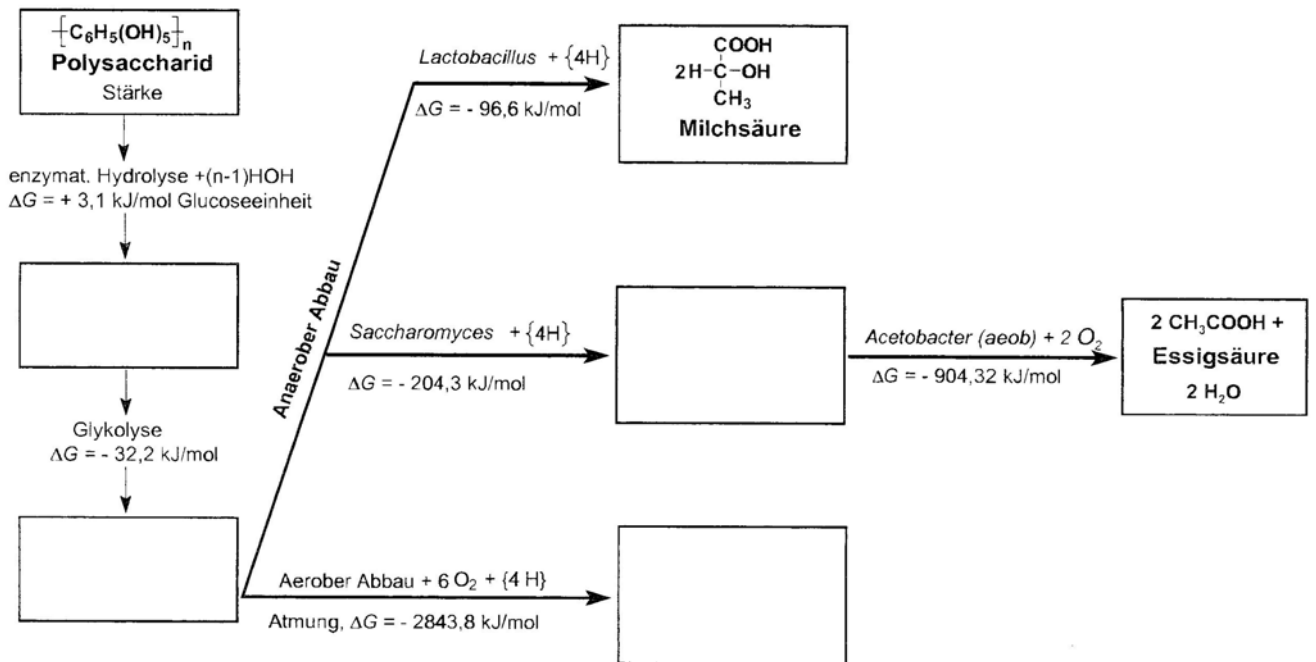 [C₆H₅(OH)₅]ₙ
Polysaccharid
Stärke
enzymat. Hydrolyse +(n-1)HOH
ΔG = + 3,1 kJ/mol Glucoseeinheit
Glykolyse
ΔG = - 32,2 kJ/mol
Anaerober Abbau
Lactobacillus + {4H}
ΔG = - 96,6 kJ/mol
COOH
2H-C-OH
CH₃
Milchsäure
Saccharomyces + {4H}
ΔG = - 204,3 kJ/mol
Acetobacter (aeob) + 2 O₂
ΔG = - 904,32 kJ/mol
2 CH₃COOH +
Essigsäure
2 H₂O
Aerober Abbau + 6 O₂ + {4 H}
Atmung, ΔG = - 2843,8 kJ/mol